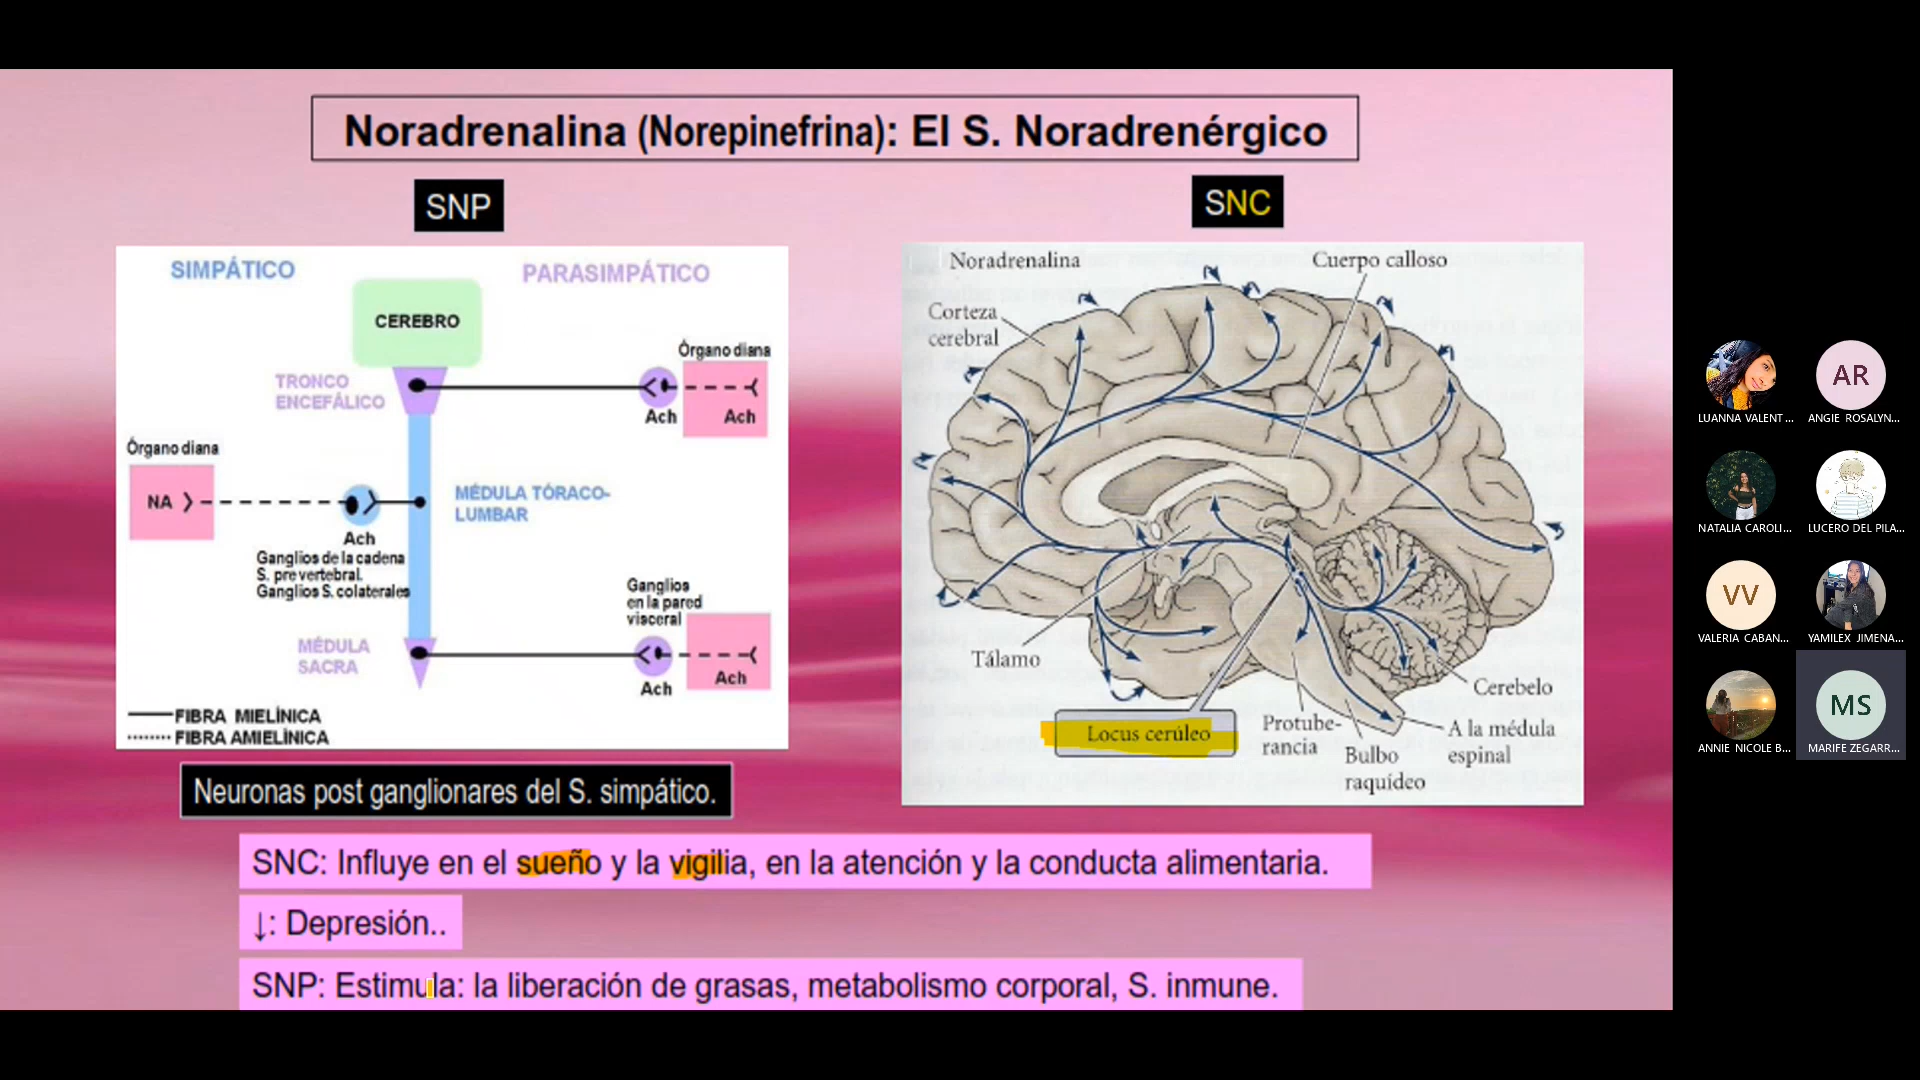 Noradrenalina (Norepinefrina): El S. Noradrenérgico
SNP
SNC
SIMPÁTICO
PARASIMPÁTICO
CEREBRO
Órgano diana
TRONCO
ENCEFÁLICO
Ach
Ach
Órgano diana
NA
MÉDULA TÓRACO-
LUMBAR
Ach
Ganglios de la cadena
S. pre vertebral.
Ganglios S. colaterales
Ganglios
en la pared
visceral
MÉDULA
SACRA
Ach
Ach
FIBRA MIELÍNICA
FIBRA AMIELÍNICA
Noradrenalina
Cuerpo calloso
Corteza
cerebral
Tálamo
Cerebelo
Locus cerúleo
Protube-
rancia
Bulbo
raquídeo
A la médula
espinal
Neuronas post ganglionares del S. simpático.
SNC: Influye en el sueño y la vigilia, en la atención y la conducta alimentaria.
↓: Depresión..
SNP: Estimula: la liberación de grasas, metabolismo corporal, S. inmune.
LUANNA VALENT...
AR
ANGIE ROSALYN...
NATALIA CAROLI...
LUCERO DEL PILA...
VV
VALERIA CABAN...
YAMILEX JIMENA...
ANNIE NICOLE B...
MS
MARIFE ZEGARR...